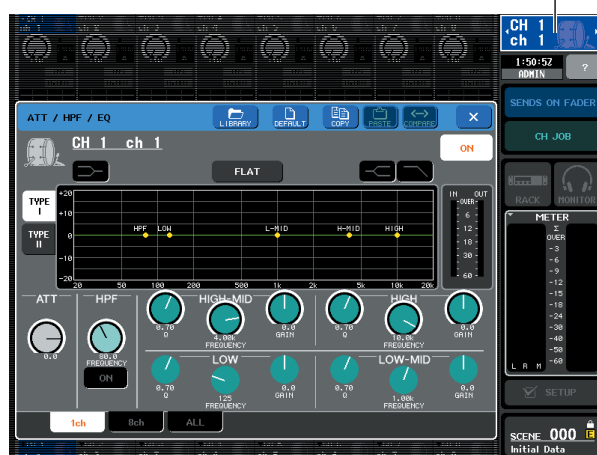 CH 1
ch 1
1:50:57
ADMIN
?
SENDS ON FADER
CH JOB
RACK
MONITOR
METER
Σ
OVER
-3
-6
-9
-12
-15
-18
-24
-30
-40
-50
-60
L R M
SETUP
SCENE 000 E
Initial Data
ATT / HPF / EQ
LIBRARY
DEFAULT
COPY
PASTE
COMPARE
CH 1 ch 1
ON
FLAT
TYPE I
TYPE II
+20
+10
0
-10
-20
HPF LOW L-MID H-MID HIGH
20 50 100 200 500 1k 2k 5k 10k 20k
IN OUT
-OVER-
6
12
18
30
60
ATT
0.0
HPF
80.0
FREQUENCY
ON
HIGH-MID
0.70
Q
4.00k
FREQUENCY
0.0
GAIN
HIGH
0.70
Q
10.0k
FREQUENCY
0.0
GAIN
LOW
0.70
Q
125
FREQUENCY
0.0
GAIN
LOW-MID
0.70
Q
1.00k
FREQUENCY
0.0
GAIN
1ch
8ch
ALL